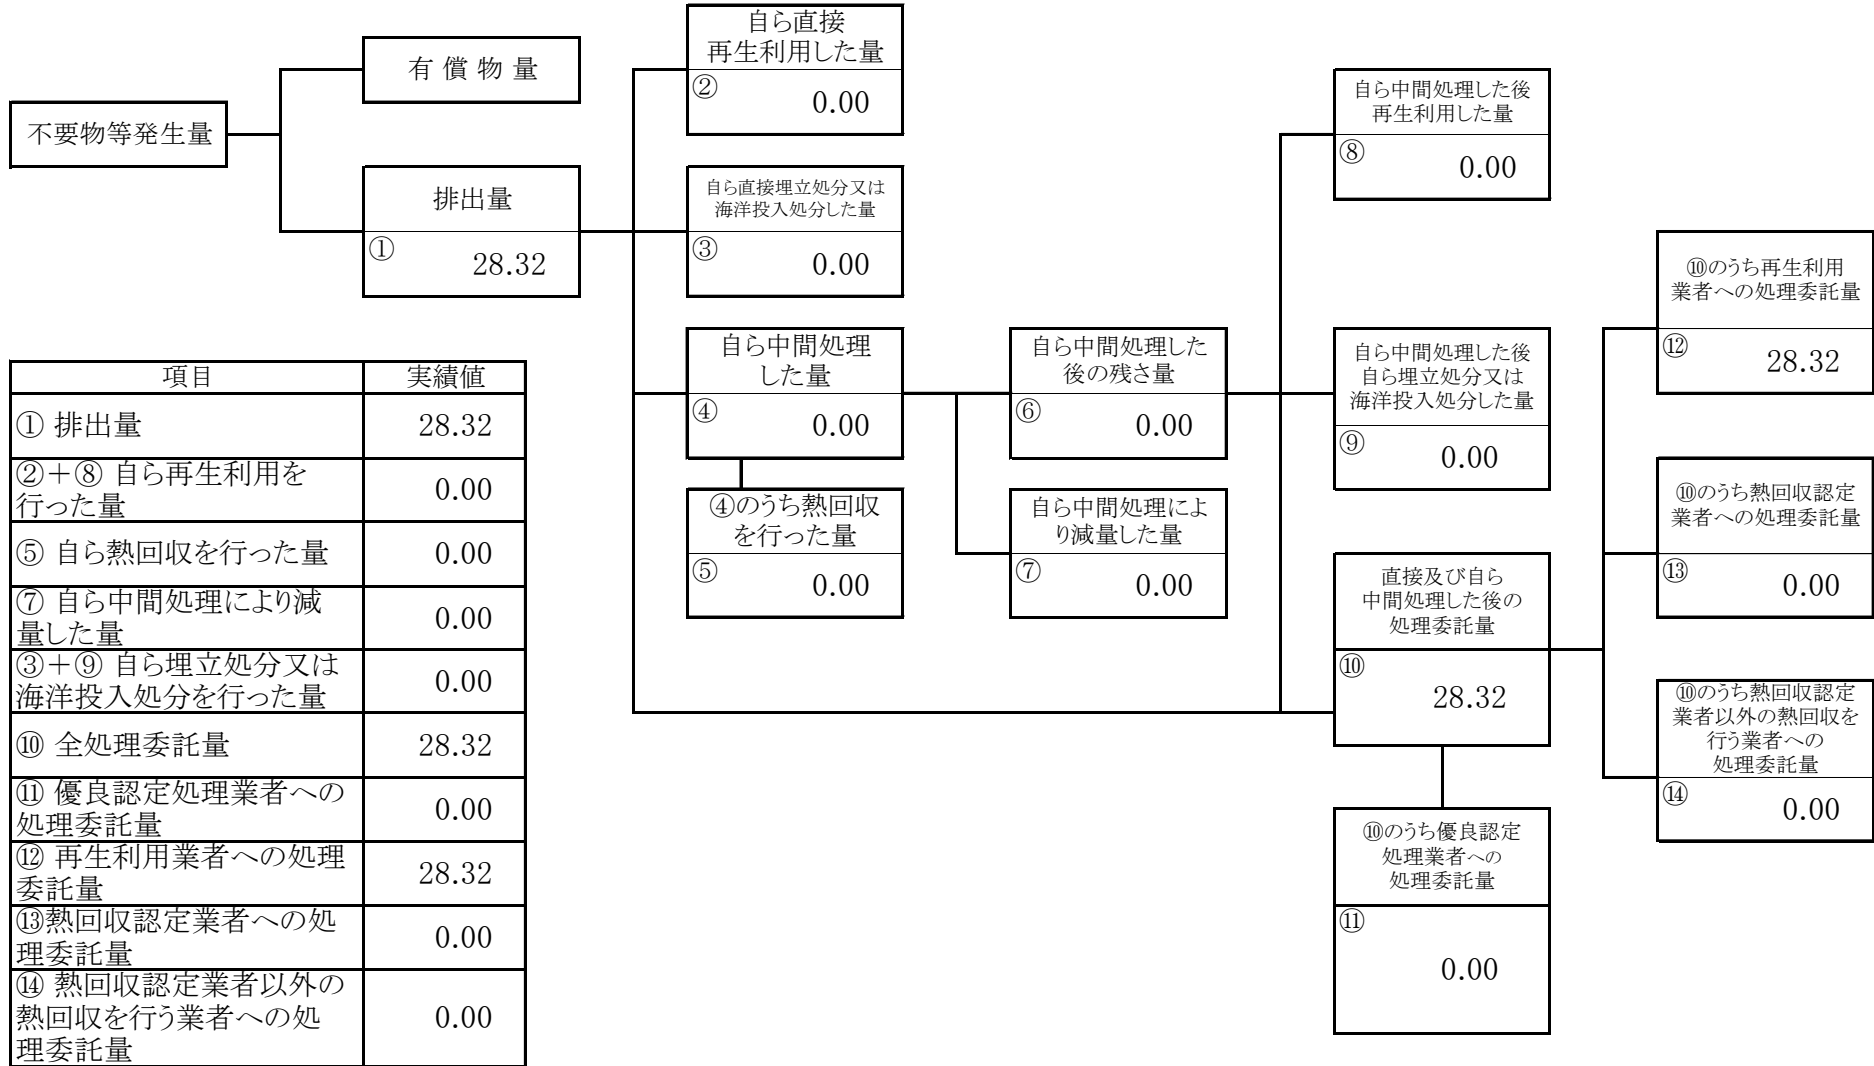 不要物等発生量
有償物量
排出量
①
28.32
自ら直接
再生利用した量
②
0.00
自ら直接埋立処分又は
海洋投入処分した量
③
0.00
自ら中間処理
した量
④
0.00
④のうち熱回収
を行った量
⑤
0.00
自ら中間処理した
後の残さ量
⑥
0.00
自ら中間処理によ
り減量した量
⑦
0.00
自ら中間処理した後
再生利用した量
⑧
0.00
自ら中間処理した後
自ら埋立処分又は
海洋投入処分した量
⑨
0.00
直接及び自ら
中間処理した後の
処理委託量
⑩
28.32
⑩のうち優良認定
処理業者への
処理委託量
⑪
0.00
⑩のうち再生利用
業者への処理委託量
⑫
28.32
⑩のうち熱回収認定
業者への処理委託量
⑬
0.00
⑩のうち熱回収認定
業者以外の熱回収を
行う業者への
処理委託量
⑭
0.00
項目 実績値
① 排出量 28.32
②+⑧ 自ら再生利用を
行った量 0.00
⑤ 自ら熱回収を行った量 0.00
⑦ 自ら中間処理により減
量した量 0.00
③+⑨ 自ら埋立処分又は
海洋投入処分を行った量 0.00
⑩ 全処理委託量 28.32
⑪ 優良認定処理業者への
処理委託量 0.00
⑫ 再生利用業者への処理
委託量 28.32
⑬熱回収認定業者への処
理委託量 0.00
⑭ 熱回収認定業者以外の
熱回収を行う業者への処
理委託量 0.00